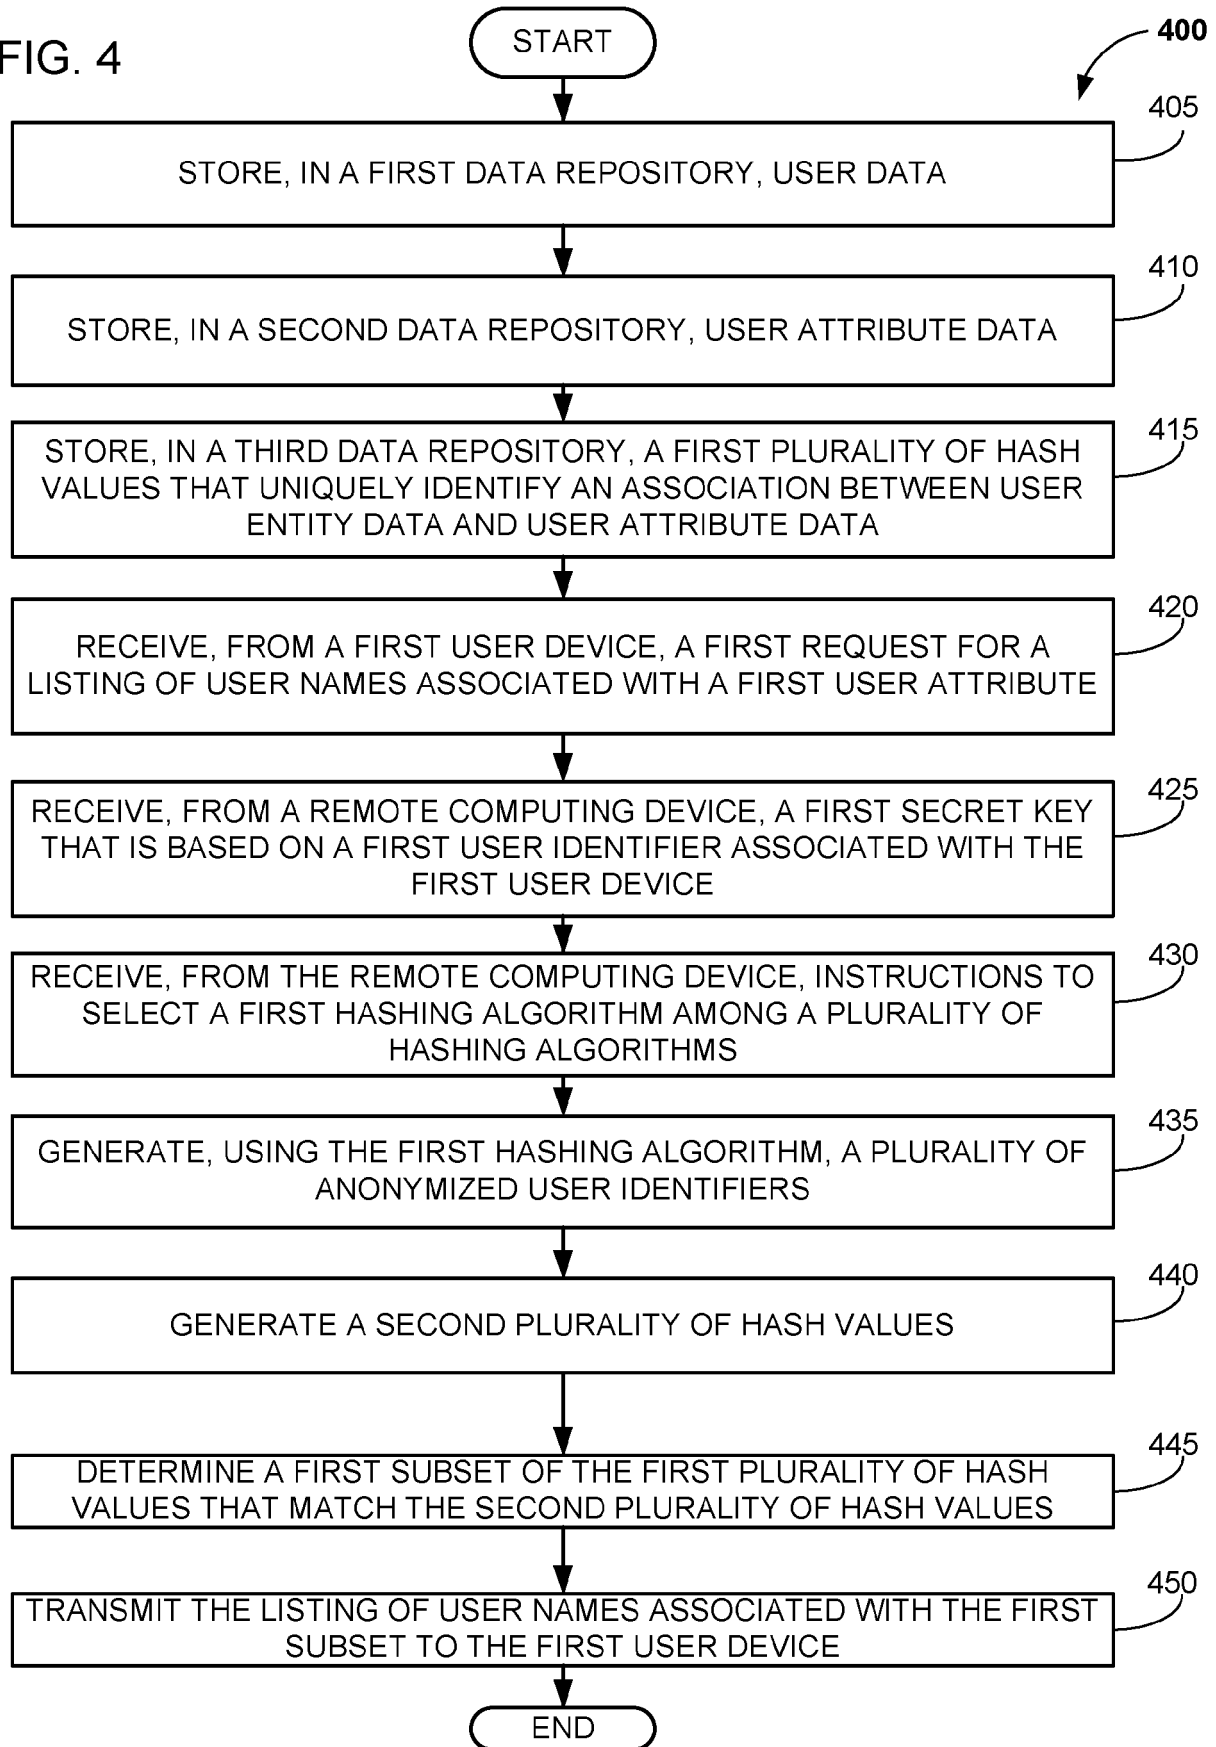 FIG. 4
START
400
405
STORE, IN A FIRST DATA REPOSITORY, USER DATA
410
STORE, IN A SECOND DATA REPOSITORY, USER ATTRIBUTE DATA
415
STORE, IN A THIRD DATA REPOSITORY, A FIRST PLURALITY OF HASH
VALUES THAT UNIQUELY IDENTIFY AN ASSOCIATION BETWEEN USER
ENTITY DATA AND USER ATTRIBUTE DATA
420
RECEIVE, FROM A FIRST USER DEVICE, A FIRST REQUEST FOR A
LISTING OF USER NAMES ASSOCIATED WITH A FIRST USER ATTRIBUTE
425
RECEIVE, FROM A REMOTE COMPUTING DEVICE, A FIRST SECRET KEY
THAT IS BASED ON A FIRST USER IDENTIFIER ASSOCIATED WITH THE
FIRST USER DEVICE
430
RECEIVE, FROM THE REMOTE COMPUTING DEVICE, INSTRUCTIONS TO
SELECT A FIRST HASHING ALGORITHM AMONG A PLURALITY OF
HASHING ALGORITHMS
435
GENERATE, USING THE FIRST HASHING ALGORITHM, A PLURALITY OF
ANONYMIZED USER IDENTIFIERS
440
GENERATE A SECOND PLURALITY OF HASH VALUES
445
DETERMINE A FIRST SUBSET OF THE FIRST PLURALITY OF HASH
VALUES THAT MATCH THE SECOND PLURALITY OF HASH VALUES
450
TRANSMIT THE LISTING OF USER NAMES ASSOCIATED WITH THE FIRST
SUBSET TO THE FIRST USER DEVICE
END